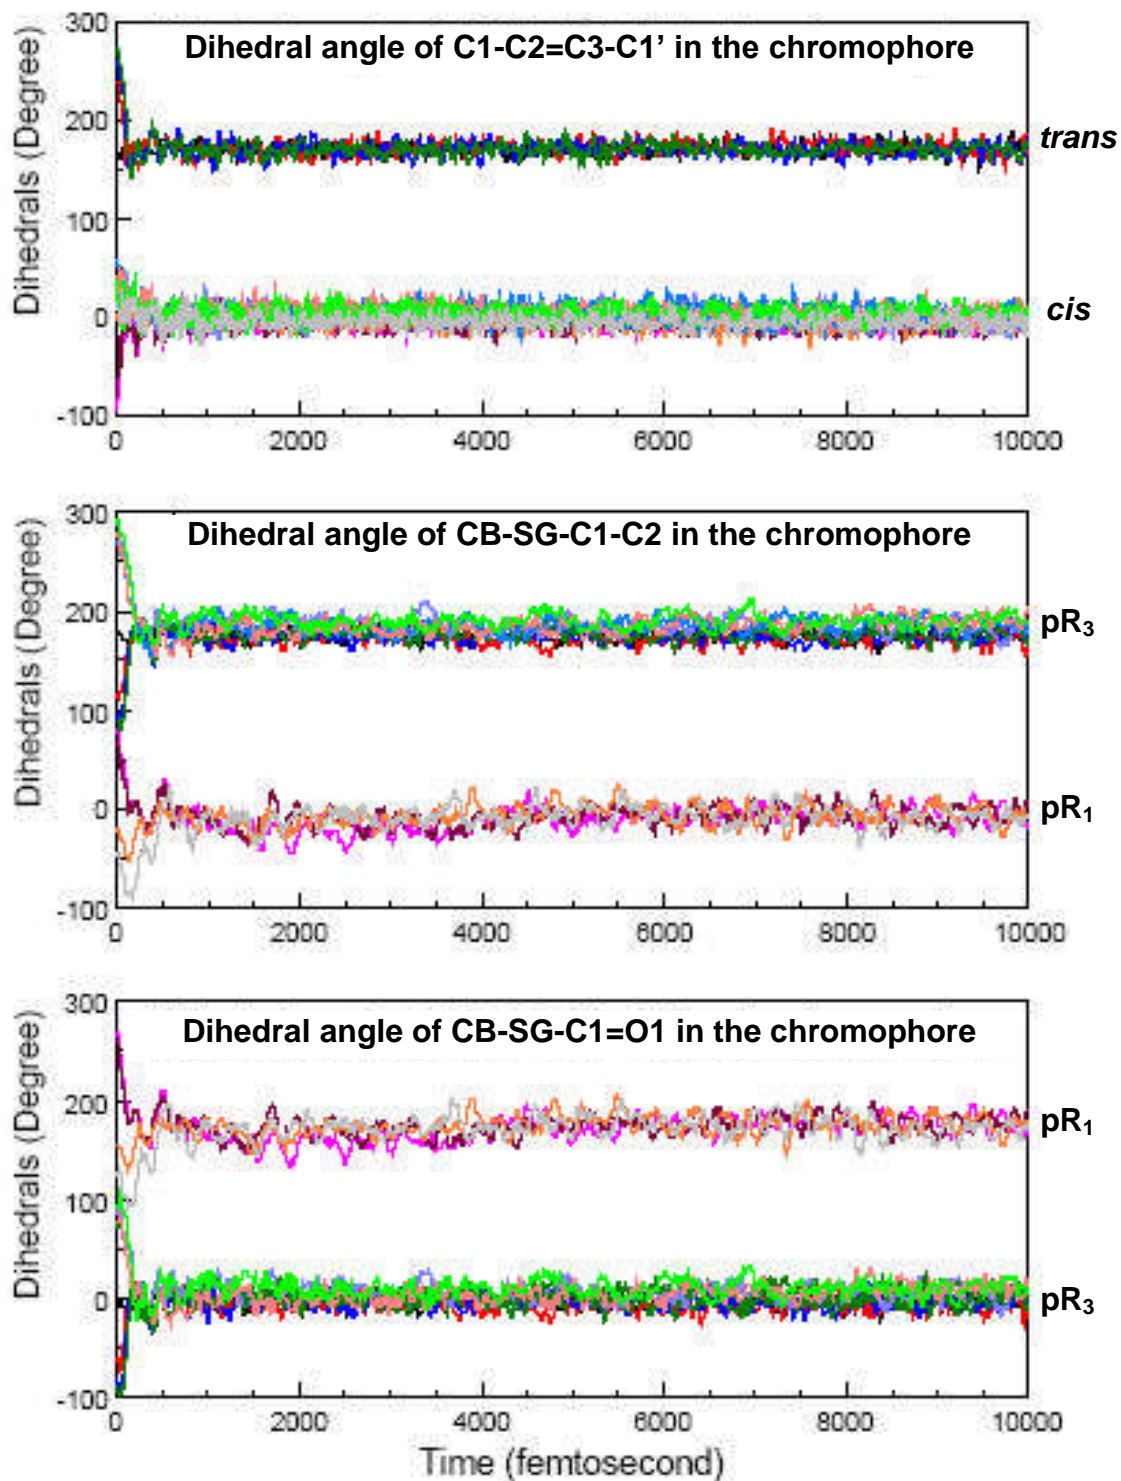 Dihedral angle of C1-C2=C3-C1’ in the chromophore
Dihedrals (Degree)
300
200
100
0
-100
trans
cis
0 2000 4000 6000 8000 10000
Dihedral angle of CB-SG-C1-C2 in the chromophore
Dihedrals (Degree)
300
200
100
0
-100
pR₃
pR₁
0 2000 4000 6000 8000 10000
Dihedral angle of CB-SG-C1=O1 in the chromophore
Dihedrals (Degree)
300
200
100
0
-100
pR₁
pR₃
0 2000 4000 6000 8000 10000
Time (femtosecond)